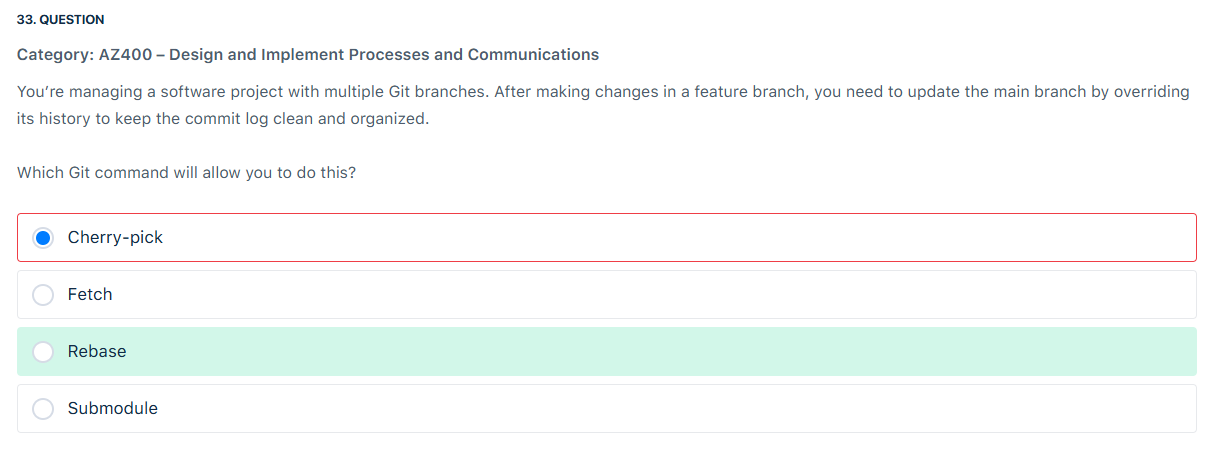 33. QUESTION
Category: AZ400 – Design and Implement Processes and Communications
You’re managing a software project with multiple Git branches. After making changes in a feature branch, you need to update the main branch by overriding
its history to keep the commit log clean and organized.
Which Git command will allow you to do this?
Cherry-pick
Fetch
Rebase
Submodule